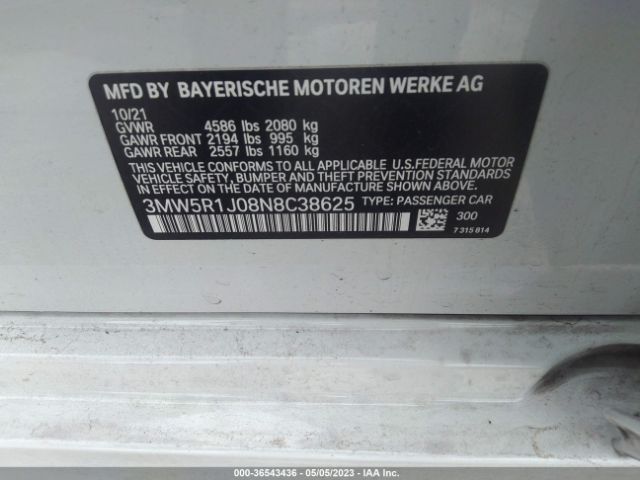 MFD BY BAYERISCHE MOTOREN WERKE AG
10/21
GVWR 4586 lbs 2080 kg
GAWR FRONT 2194 lbs 995 kg
GAWR REAR 2557 lbs 1160 kg
THIS VEHICLE CONFORMS TO ALL APPLICABLE U.S.FEDERAL MOTOR
VEHICLE SAFETY, BUMPER, AND THEFT PREVENTION STANDARDS
IN EFFECT ON THE DATE OF MANUFACTURE SHOWN ABOVE.
3MW5R1J08N8C38625 TYPE: PASSENGER CAR
300
7 315 814
000-36543436 - 05/05/2023 - IAA Inc.